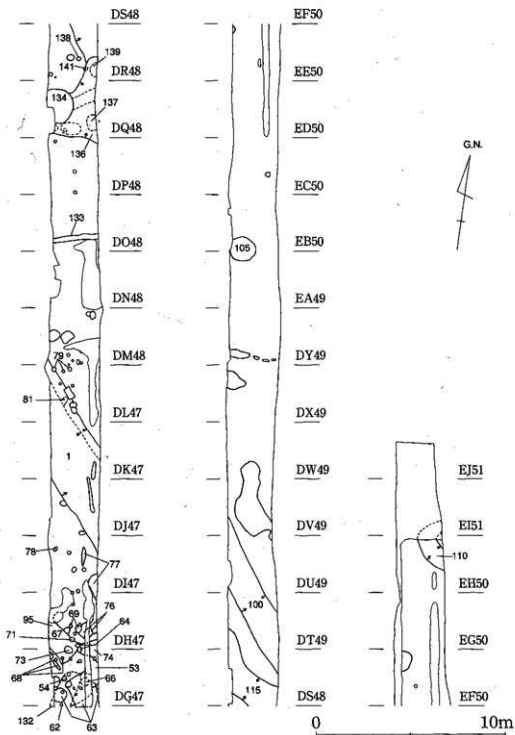 DS48
138
139
DR48
141
134
137
DQ48
136
DP48
133
DO48
DN48
DM48
79
81
DL47
1
DK47
DJ47
78
77
DI47
95
69
76
67
64
71
DH47
73
74
53
68
66
54
DG47
132
62
63
EF50
EE50
ED50
EC50
105
EB50
EA49
DY49
DX49
DW49
DV49
DU49
100
DT49
115
DS48
G.N.
EJ51
EI51
110
EH50
EG50
EF50
0 10m